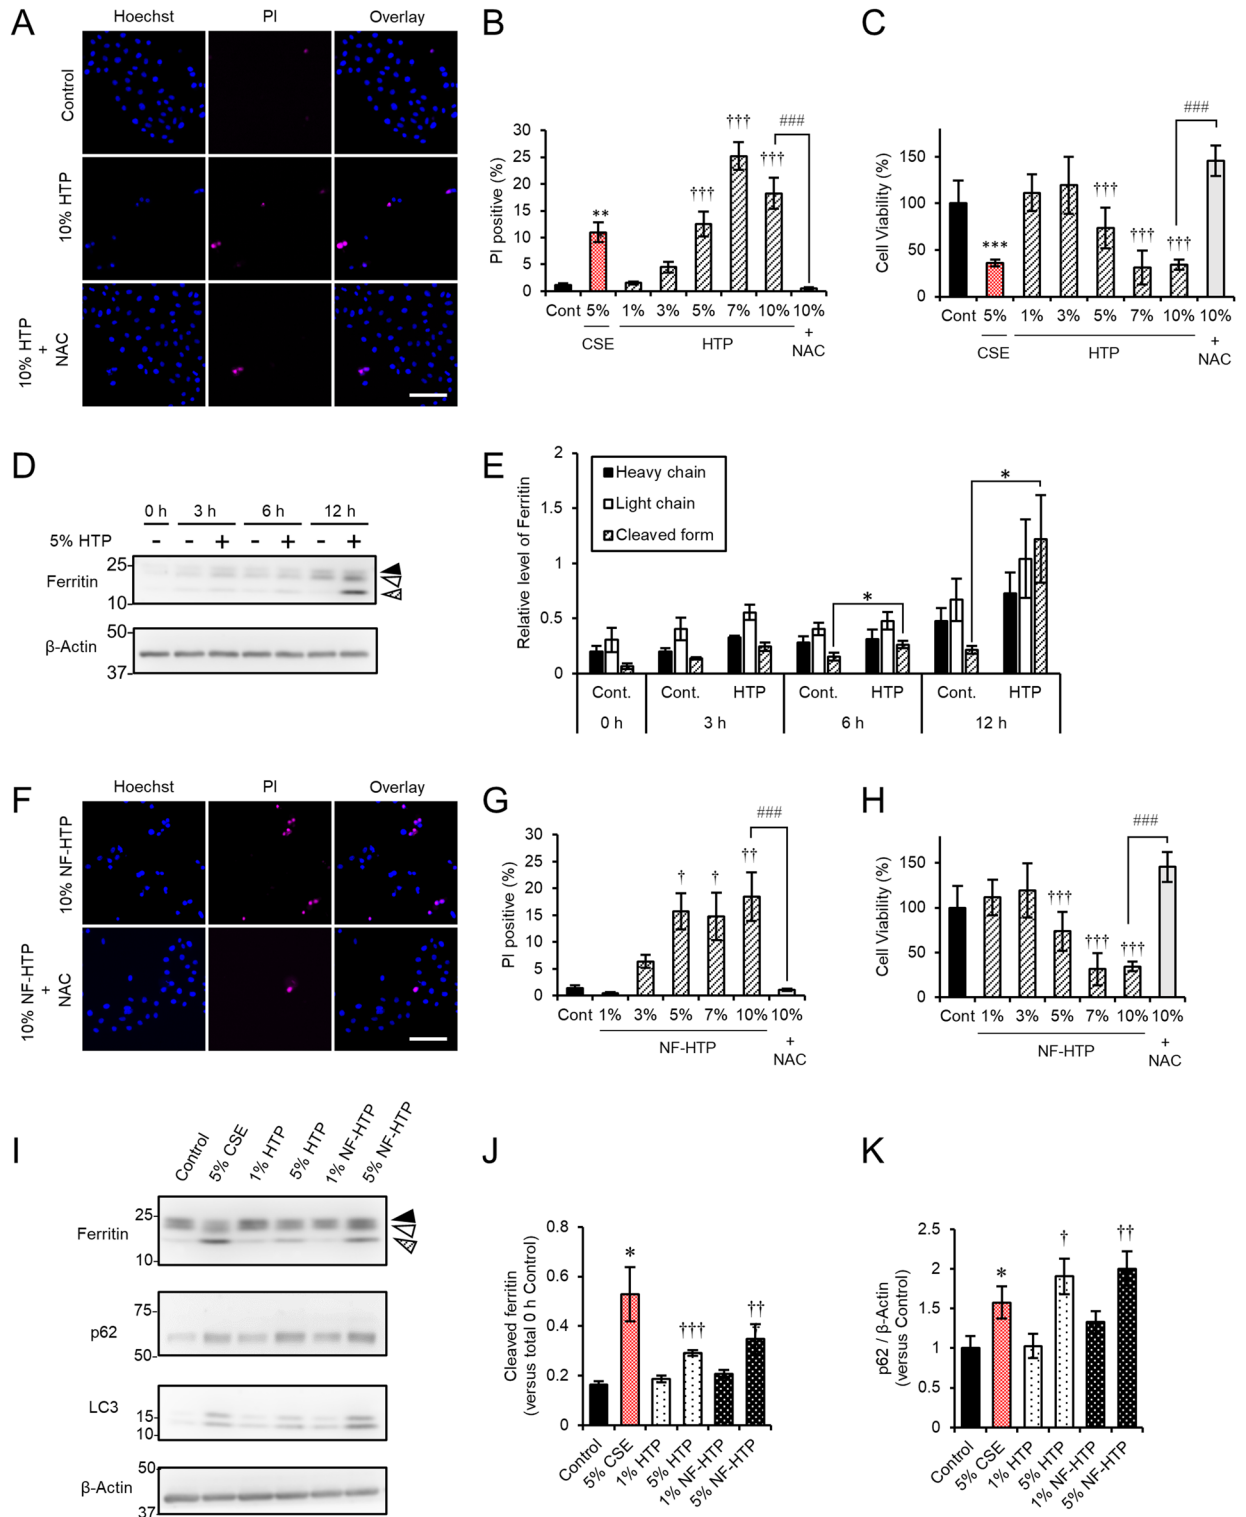 A
Hoechst
PI
Overlay
Control
10% HTP
10% HTP
+
NAC
B
PI positive (%)
30
25
20
15
10
5
0
**
†††
†††
†††
###
Cont 5% 1% 3% 5% 7% 10% 10%
CSE
HTP
+
NAC
C
Cell Viability (%)
150
100
50
0
***
†††
†††
†††
###
Cont 5% 1% 3% 5% 7% 10% 10%
CSE
HTP
+
NAC
D
0 h 3 h 6 h 12 h
5% HTP - - + - + - +
Ferritin
25
10
β-Actin
50
37
E
Relative level of Ferritin
2
1.5
1
0.5
0
Heavy chain
Light chain
Cleaved form
*
*
Cont. Cont. HTP Cont. HTP Cont. HTP
0 h 3 h 6 h 12 h
F
Hoechst
PI
Overlay
10% NF-HTP
10% NF-HTP
+
NAC
G
PI positive (%)
30
25
20
15
10
5
0
†
†
††
###
Cont 1% 3% 5% 7% 10% 10%
NF-HTP
+
NAC
H
Cell Viability (%)
150
100
50
0
†††
†††
†††
###
Cont 1% 3% 5% 7% 10% 10%
NF-HTP
+
NAC
I
Control
5% CSE
1% HTP
5% HTP
1% NF-HTP
5% NF-HTP
Ferritin
25
10
p62
75
50
LC3
15
10
β-Actin
50
37
J
Cleaved ferritin
(versus total 0 h Control)
0.8
0.6
0.4
0.2
0
*
†††
††
Control
5% CSE
1% HTP
5% HTP
1% NF-HTP
5% NF-HTP
K
p62 / β-Actin
(versus Control)
2.5
2
1.5
1
0.5
0
*
†
††
Control
5% CSE
1% HTP
5% HTP
1% NF-HTP
5% NF-HTP